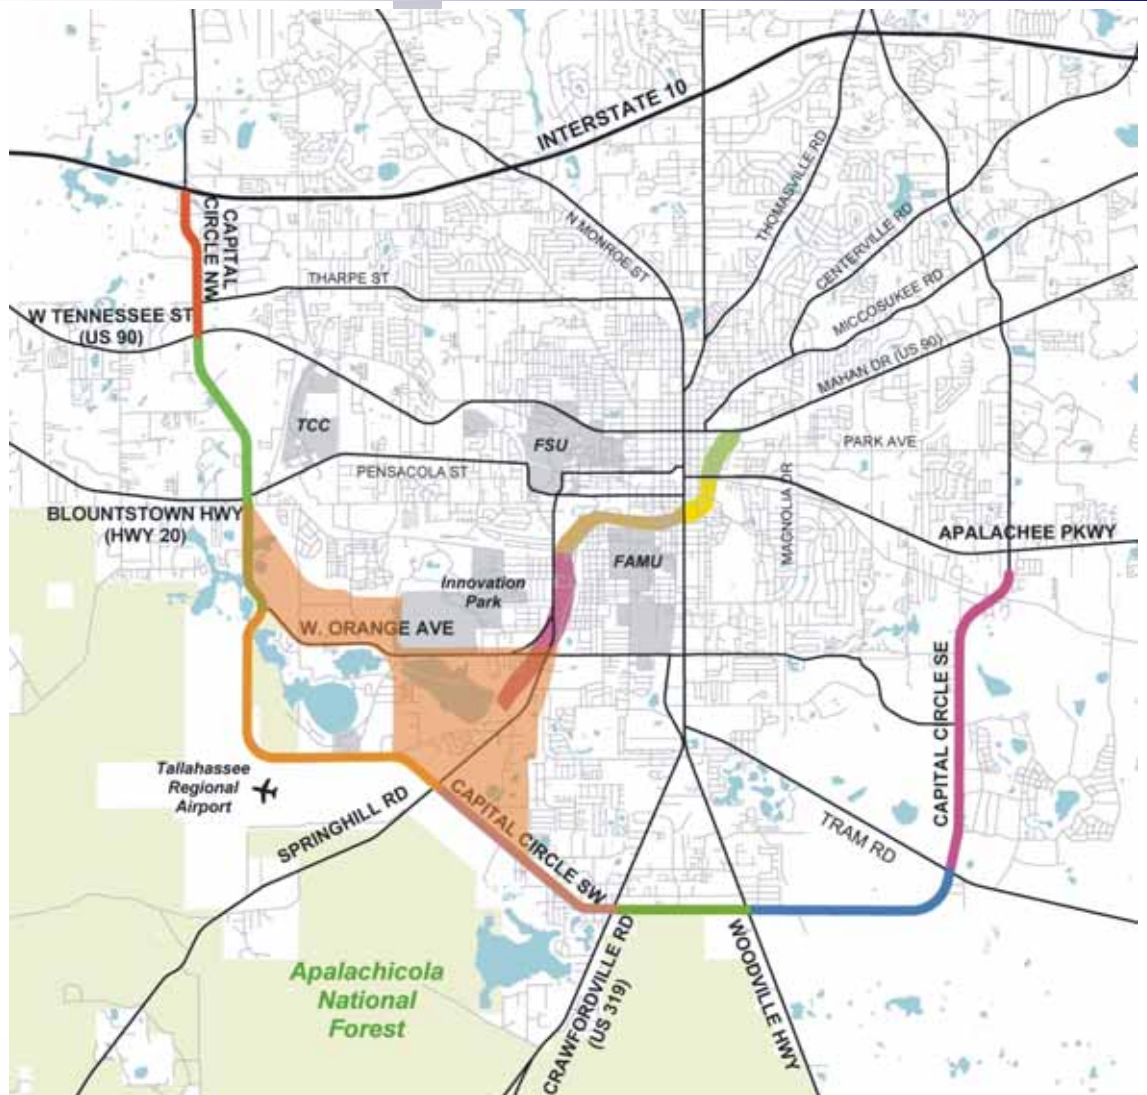 INTERSTATE 10
CAPITAL
CIRCLE NW
THOMASVILLE RD
N MONROE ST
CENTERVILLE RD
THARPE ST
MICCOSUKEE RD
W TENNESSEE ST
(US 90)
MAHAN DR (US 90)
TCC
FSU
PARK AVE
PENSACOLA ST
MAGNOLIA DR
BLOUNTSTOWN HWY
(HWY 20)
APALACHEE PKWY
FAMU
Innovation
Park
W. ORANGE AVE
CAPITAL CIRCLE SE
Tallahassee
Regional
Airport
SPRINGHILL RD
CAPITAL CIRCLE SW
TRAM RD
Apalachicola
National
Forest
CRAWFORDVILLE RD
(US 319)
WOODVILLE HWY